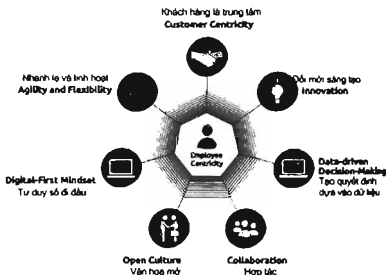 Khách hàng là trung tâm
Customer Centricity
Nhanh lẹ và linh hoạt
Agility and Flexibility
Đổi mới sáng tạo
Innovation
Employee
Centricity
Digital-First Mindset
Tư duy số đi đầu
Data-driven
Decision-Making
Tạo quyết định
dựa vào dữ liệu
Open Culture
Văn hoá mở
Collaboration
Hợp tác